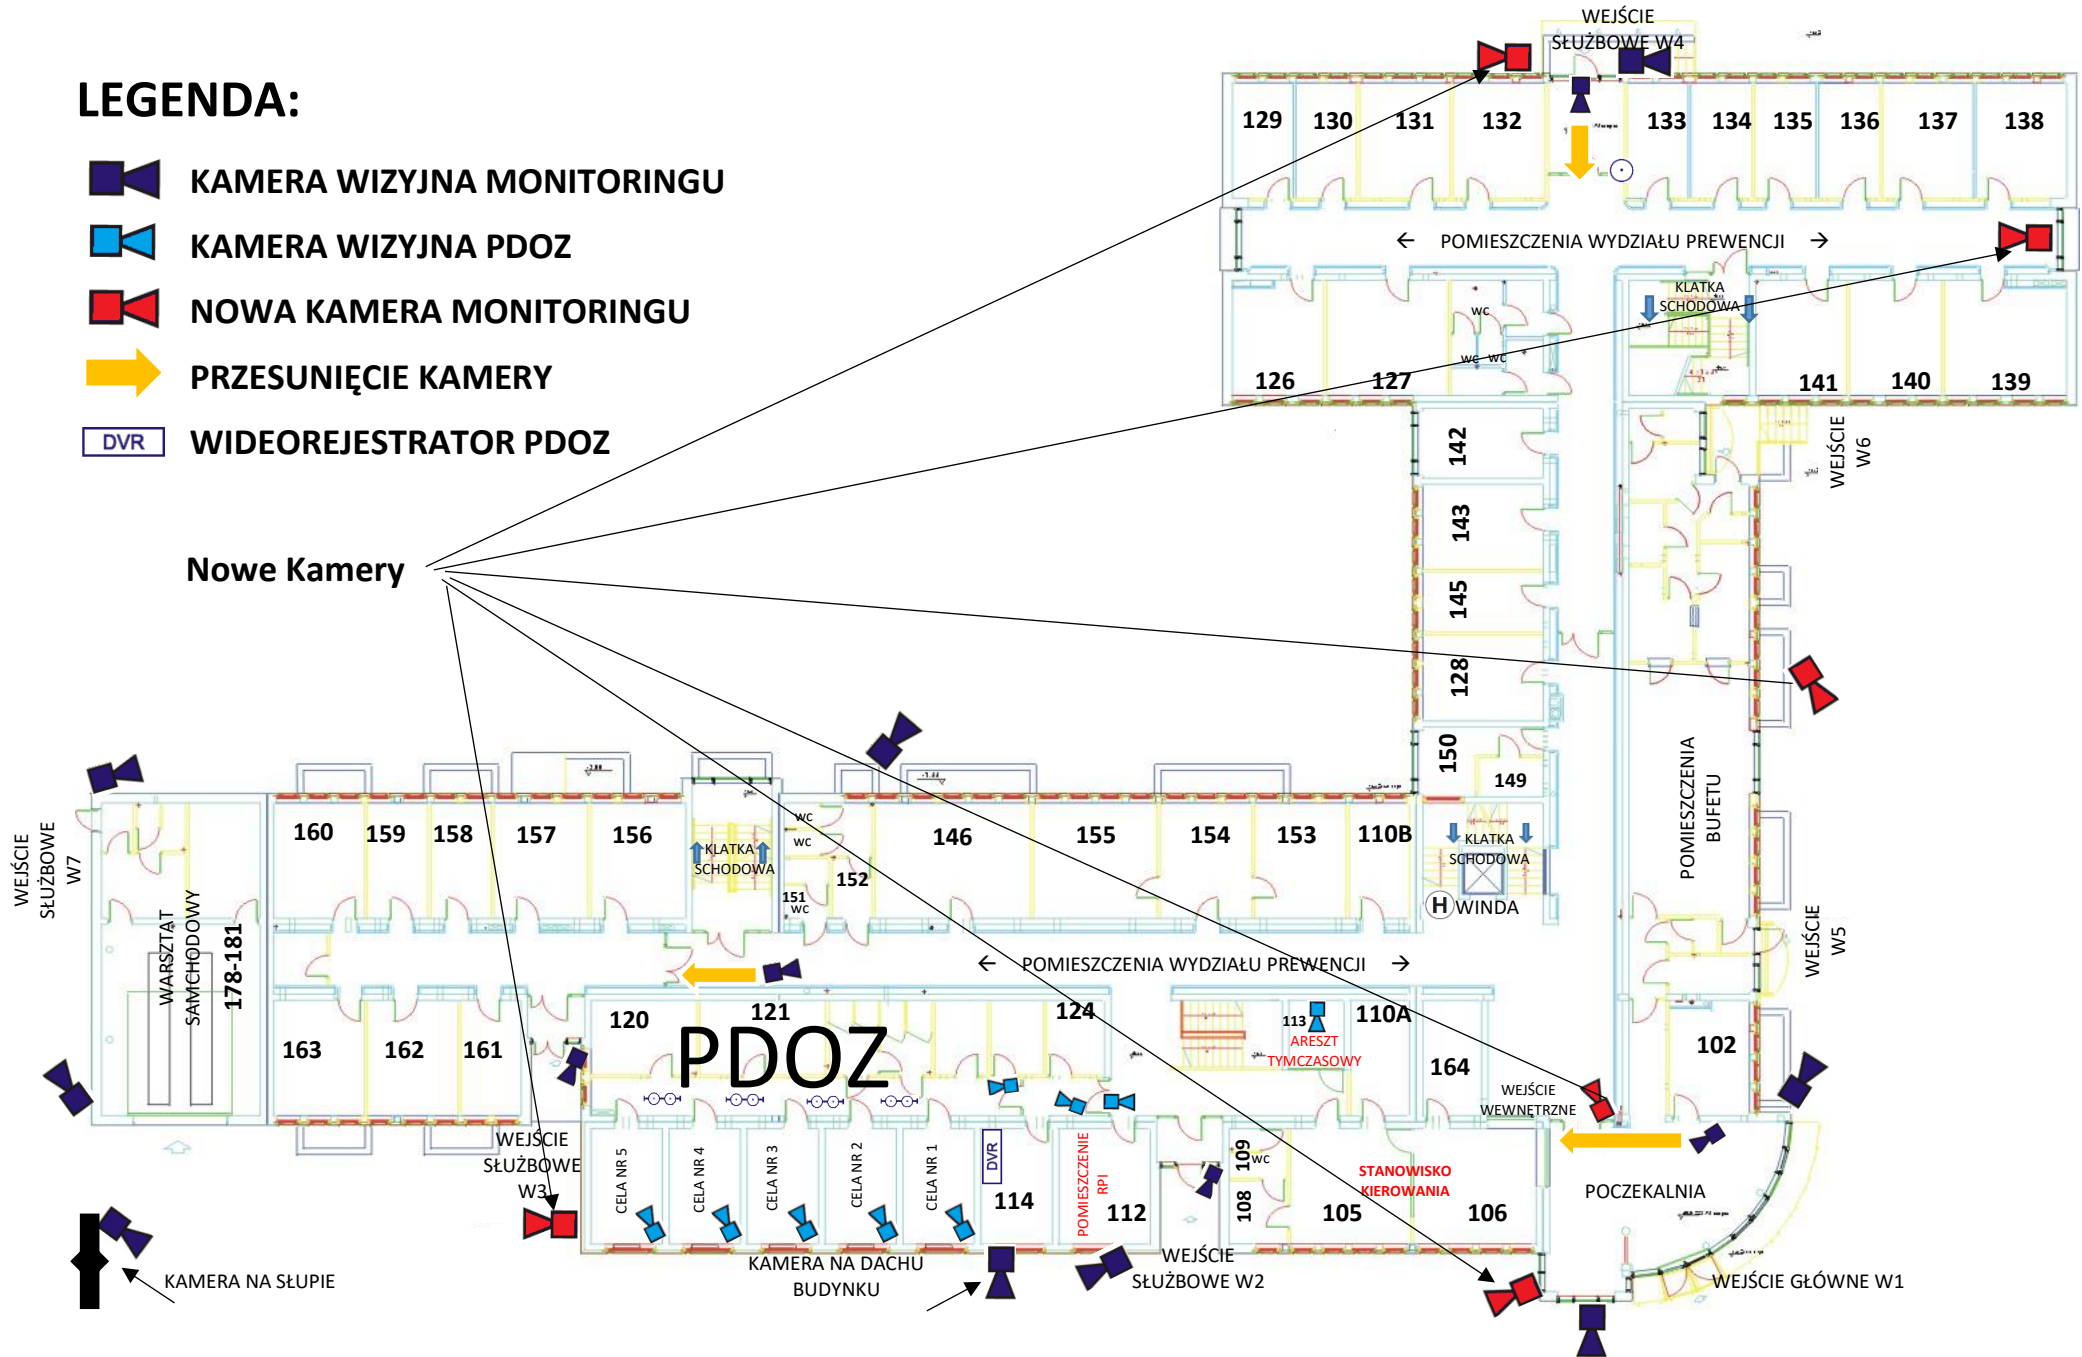 WEJŚCIE
SŁUŻBOWE W4
LEGENDA:
KAMERA WIZYJNA MONITORINGU
KAMERA WIZYJNA PDOZ
NOWA KAMERA MONITORINGU
PRZESUNIĘCIE KAMERY
DVR WIDEOREJESTRATOR PDOZ
Nowe Kamery
129 130 131 132 133 134 135 136 137 138
← POMIESZCZENIA WYDZIAŁU PREWENCJI →
KLATKA
SCHODOWA
WC
WC WC
126 127 141 140 139
142
WEJŚCIE
W6
143
145
128
150
149
POMIESZCZENIA
BUFETU
WEJŚCIE
SŁUŻBOWE
W7
160 159 158 157 156
KLATKA
SCHODOWA
WC
WC
152
151
WC
146 155 154 153 110B
KLATKA
SCHODOWA
H WINDA
WEJŚCIE
W5
WARSZTAT
SAMCHODOWY
178-181
← POMIESZCZENIA WYDZIAŁU PREWENCJI →
163 162 161
120 121 124
PDOZ
113
ARESZT
TYMCZASOWY
110A
164
102
WEJŚCIE
WEWNĘTRZNE
WEJŚCIE
SŁUŻBOWE
W3
CELA NR 5
CELA NR 4
CELA NR 3
CELA NR 2
CELA NR 1
DVR
114
POMIESZCZENIE
RPI
112
109
WC
108
STANOWISKO
KIEROWANIA
105 106
POCZEKALNIA
KAMERA NA SŁUPIE
KAMERA NA DACHU
BUDYNKU
WEJŚCIE
SŁUŻBOWE W2
WEJŚCIE GŁÓWNE W1